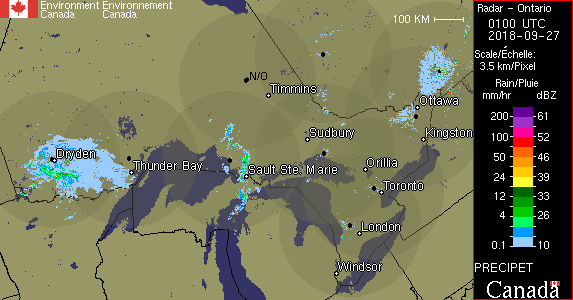 Environment Environnement
Canada Canada
100 KM
N/O
Timmins
Ottawa
Kingston
Sudbury
Dryden
Thunder Bay
Sault Ste. Marie
Orillia
Toronto
London
Windsor
Radar - Ontario
0100 UTC
2018-09-27
Scale/Échelle:
3.5 km/Pixel
Rain/Pluie
mm/hr dBZ
200 61
100 52
50 46
24 39
12 33
4 26
2 20
0.1 10
PRECIPET
Canada